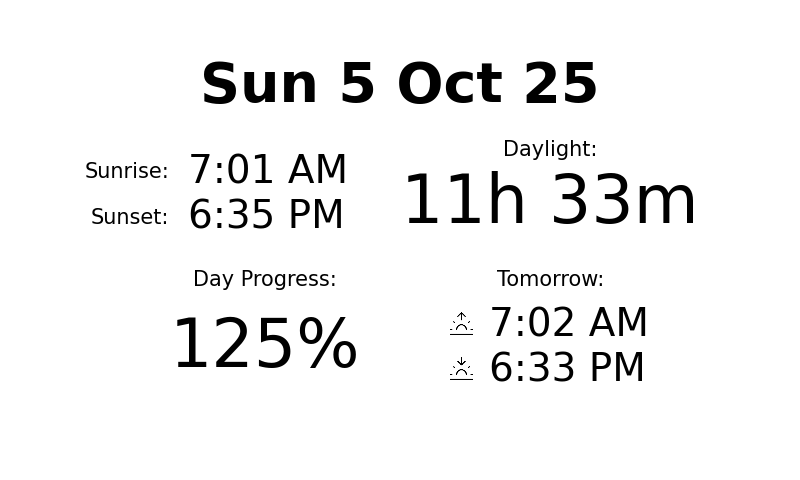 Sun 5 Oct 25
Sunrise: 7:01 AM
Sunset: 6:35 PM
Daylight:
11h 33m
Day Progress:
125%
Tomorrow:
7:02 AM
6:33 PM